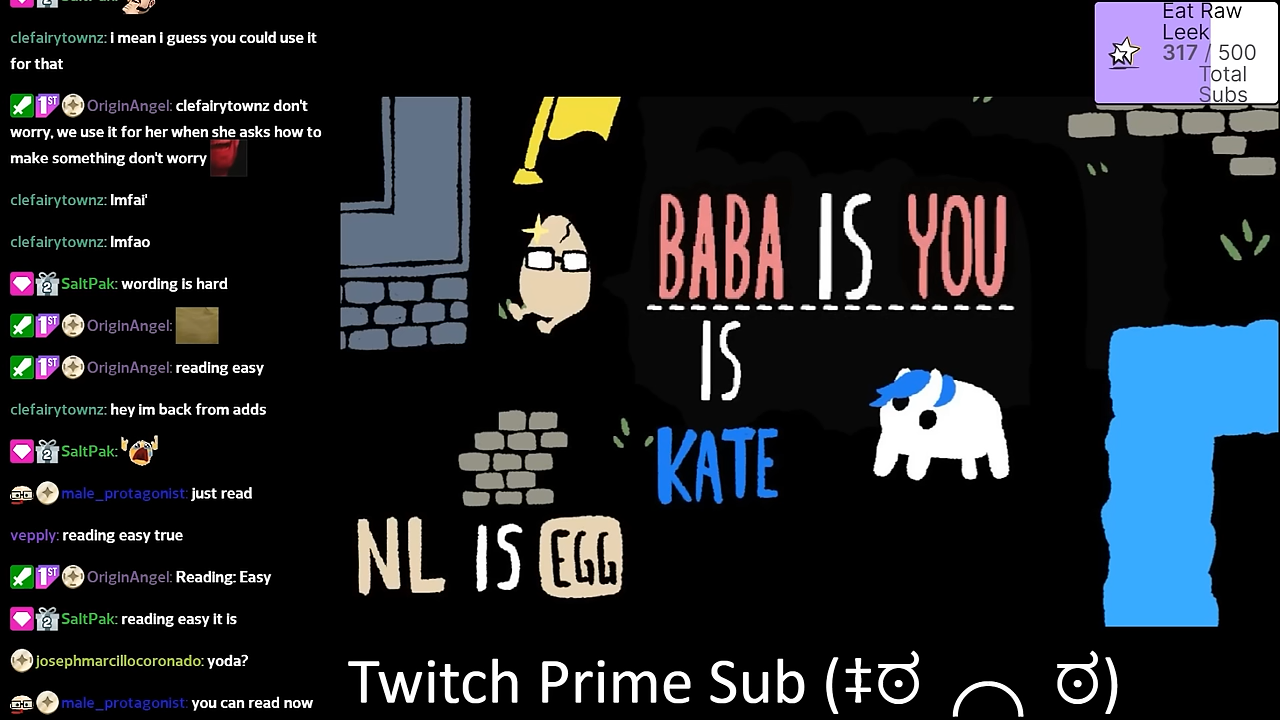 clefairytownz: i mean i guess you could use it
for that
OriginAngel: clefairytownz don't
worry, we use it for her when she asks how to
make something don't worry
clefairytownz: lmfai'
clefairytownz: lmfao
SaltPak: wording is hard
OriginAngel:
OriginAngel: reading easy
clefairytownz: hey im back from adds
SaltPak:
male_protagonist: just read
vepply: reading easy true
OriginAngel: Reading: Easy
SaltPak: reading easy it is
josephmarcillocoronado: yoda?
male_protagonist: you can read now
Eat Raw
Leek
317 / 500
Total
Subs
BABA IS YOU
IS
KATE
NL IS EGG
Twitch Prime Sub (‡ಠ ⁀ ಠ)